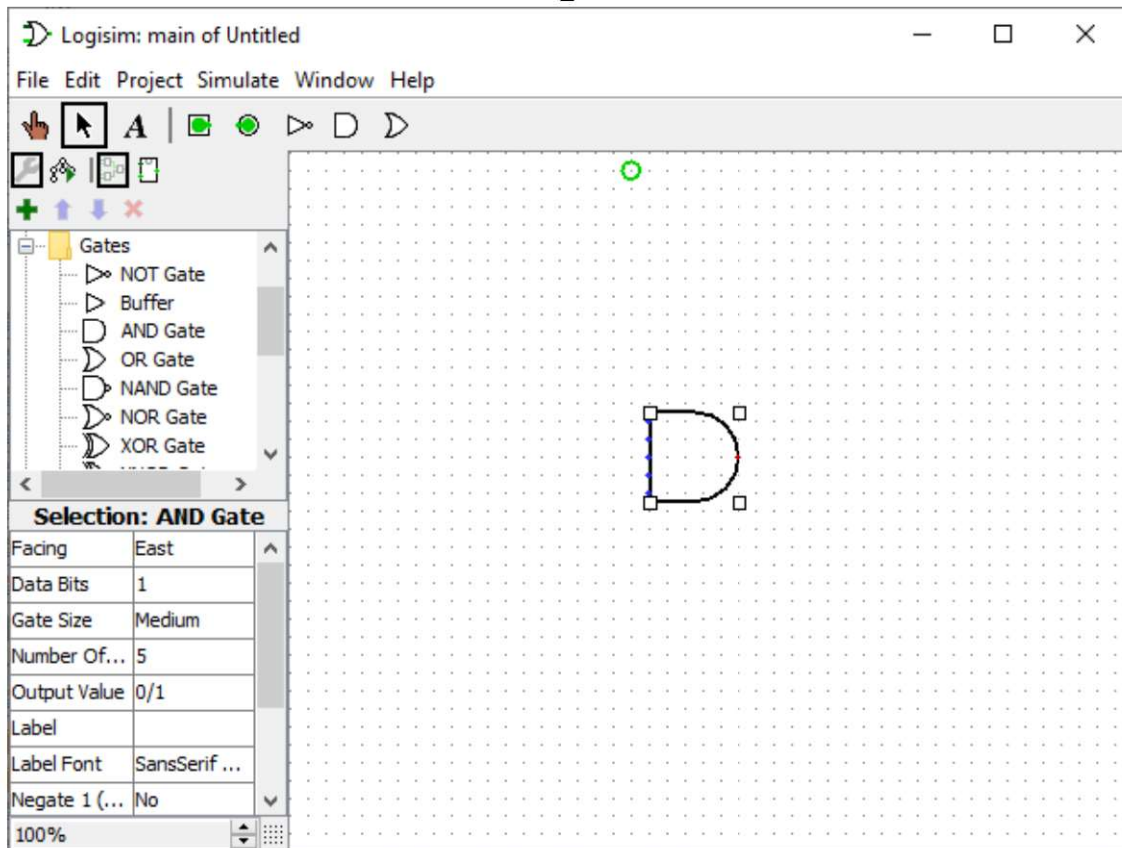 Logisim: main of Untitled
File Edit Project Simulate Window Help
A
Gates
NOT Gate
Buffer
AND Gate
OR Gate
NAND Gate
NOR Gate
XOR Gate
Selection: AND Gate
Facing East
Data Bits 1
Gate Size Medium
Number Of... 5
Output Value 0/1
Label
Label Font SansSerif ...
Negate 1 (... No
100%